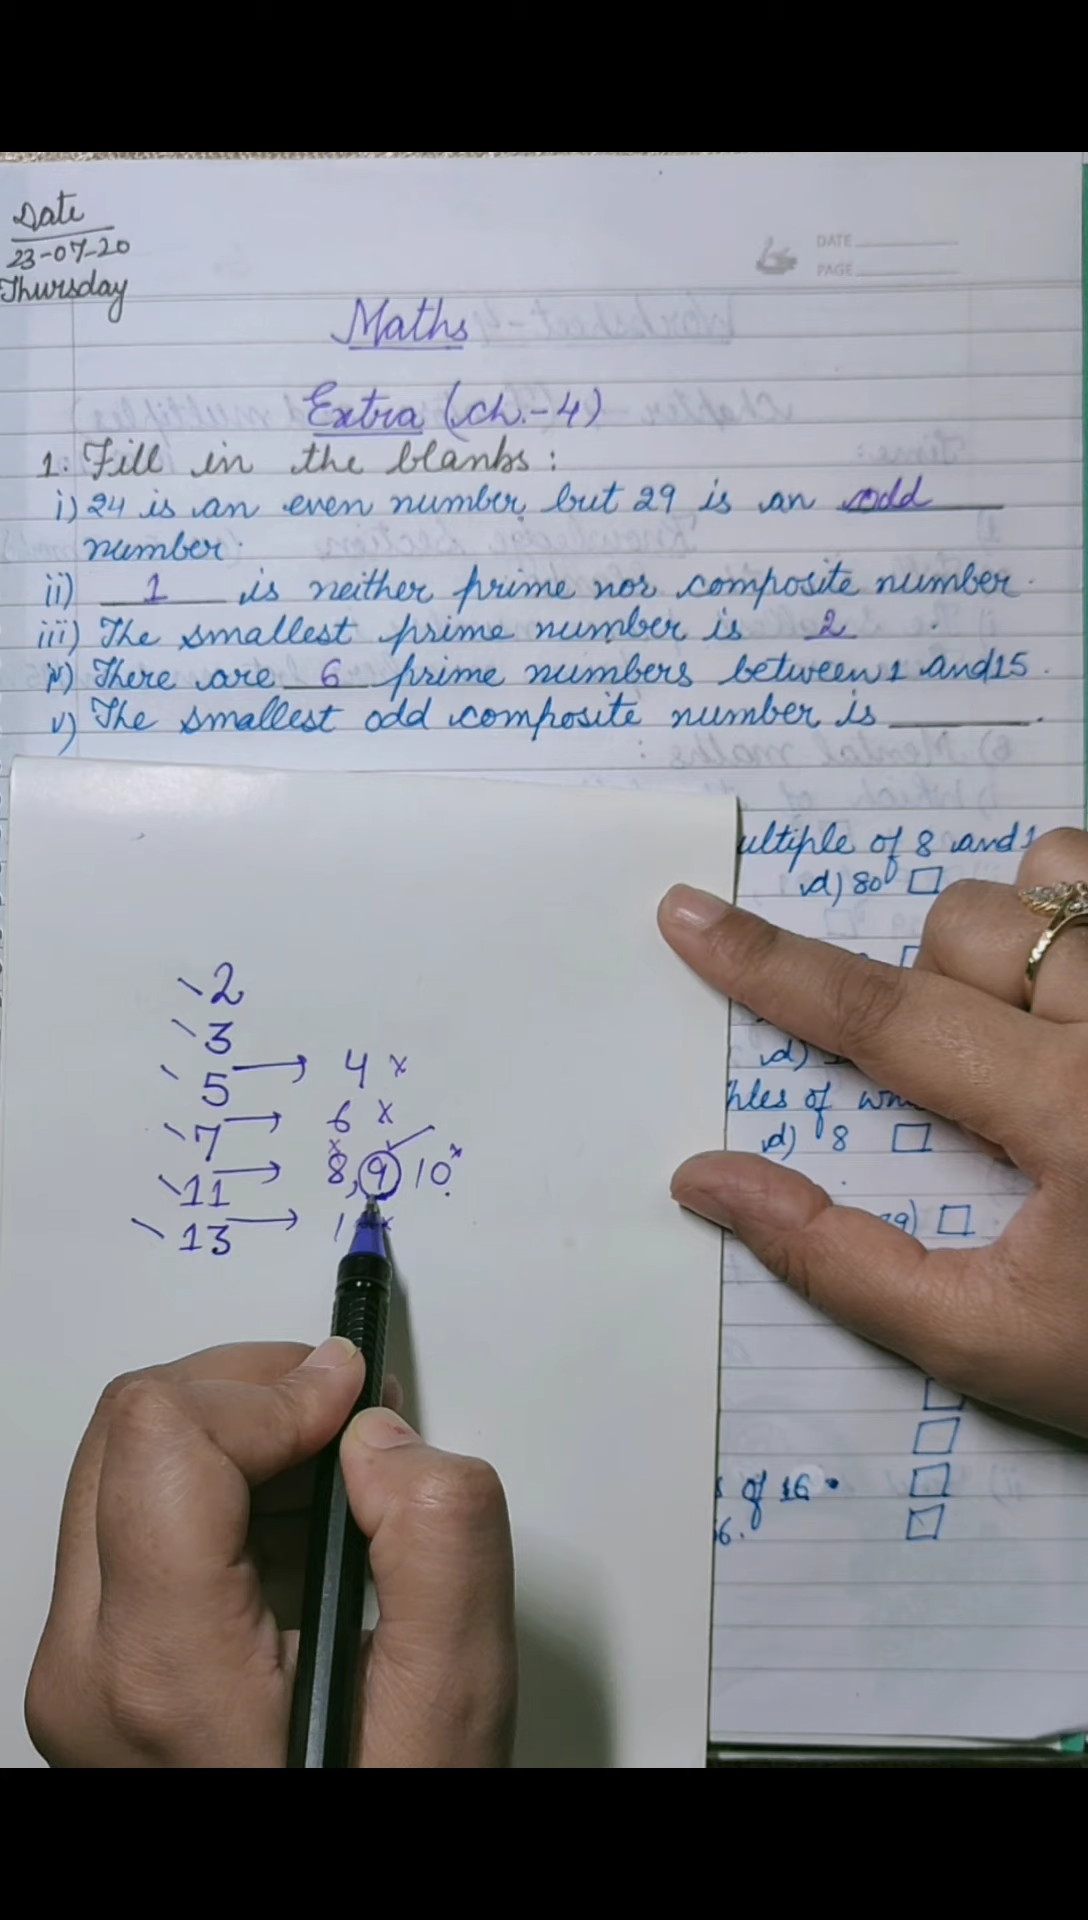 Date
23-07-20
Thursday
DATE
PAGE
Maths
Extra (ch.-4)
1. Fill in the blanks :
i) 24 is an even number, but 29 is an odd
number.
ii) 1 is neither prime nor composite number.
iii) The smallest prime number is 2.
iv) There are 6 prime numbers between 1 and 15.
v) The smallest odd composite number is ______.
ultiple of 8 and 1
d) 80
2
3
5 → 4 x
7 → 6 x
11 → 8, 9 10
13 →
d)
of
d) 8
of 16